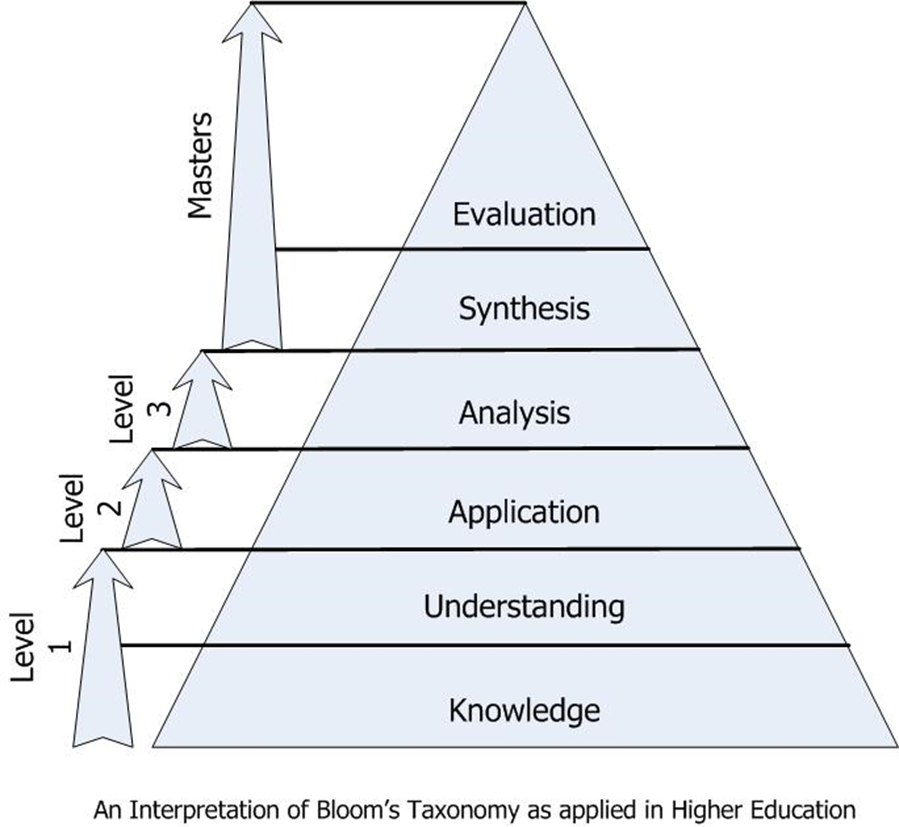 Masters
Evaluation
Synthesis
Level
3
Analysis
Level
2
Application
Level
1
Understanding
Knowledge
An Interpretation of Bloom's Taxonomy as applied in Higher Education